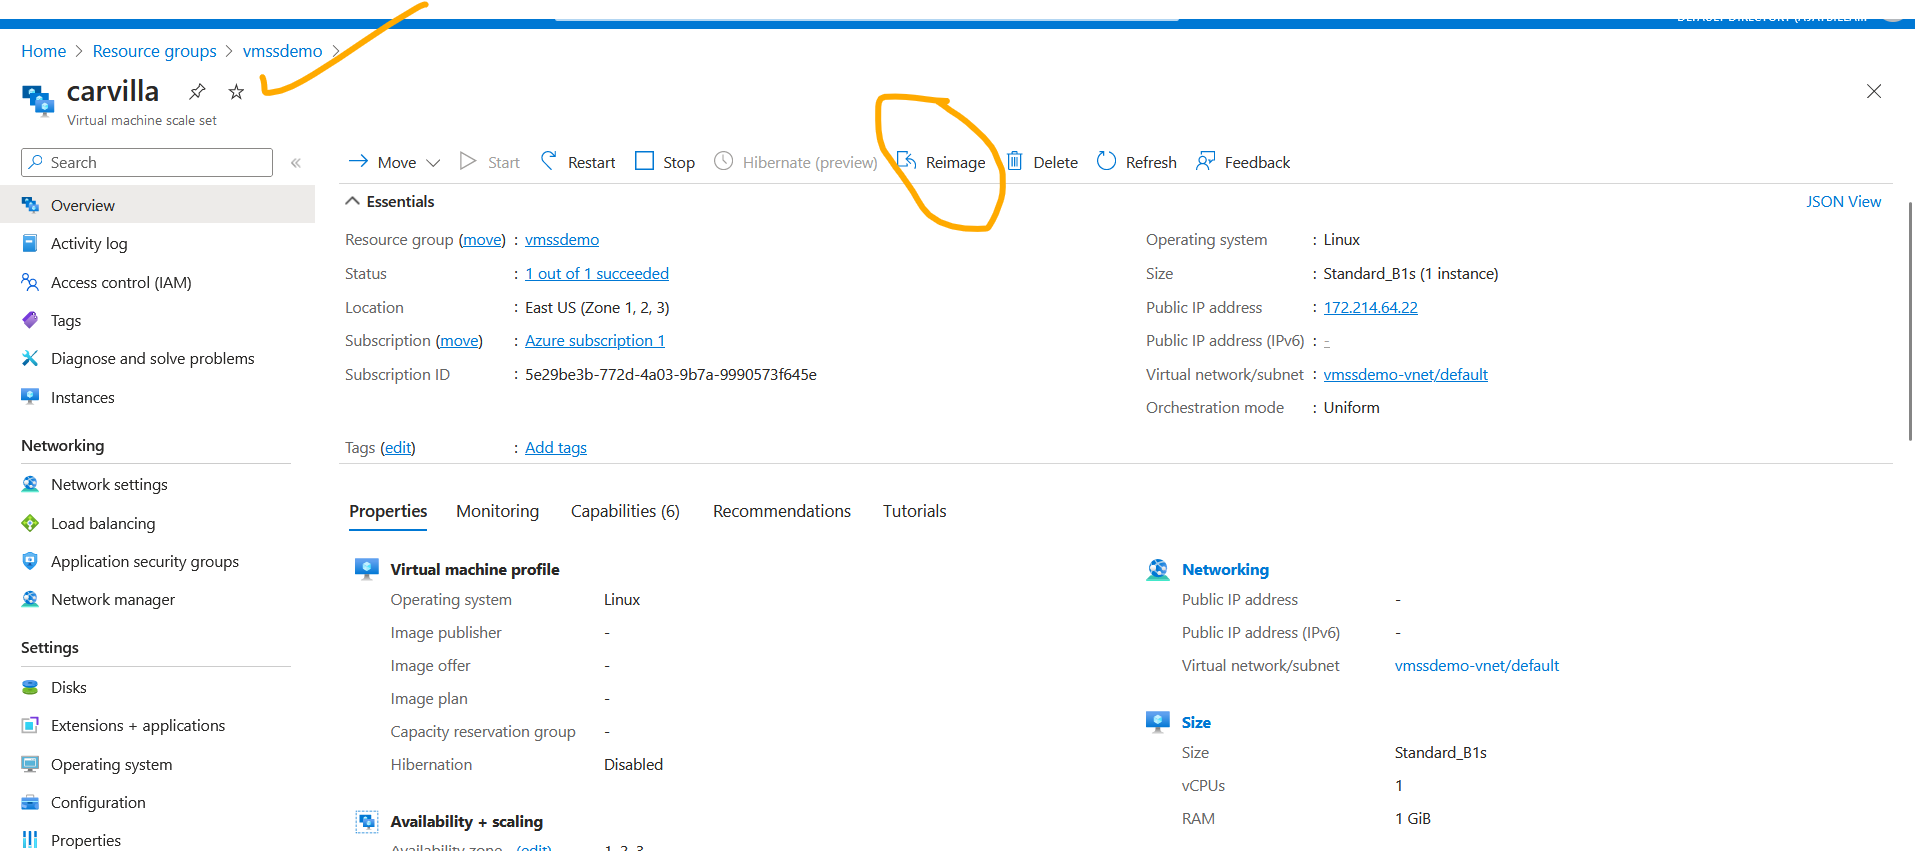 Home > Resource groups > vmssdemo >
carvilla
Virtual machine scale set
Search «
Move Start Restart Stop Hibernate (preview) Reimage Delete Refresh Feedback
Overview
Activity log
Access control (IAM)
Tags
Diagnose and solve problems
Instances
Networking
Network settings
Load balancing
Application security groups
Network manager
Settings
Disks
Extensions + applications
Operating system
Configuration
Properties
Essentials
JSON View
Resource group (move) : vmssdemo
Status : 1 out of 1 succeeded
Location : East US (Zone 1, 2, 3)
Subscription (move) : Azure subscription 1
Subscription ID : 5e29be3b-772d-4a03-9b7a-9990573f645e
Operating system : Linux
Size : Standard_B1s (1 instance)
Public IP address : 172.214.64.22
Public IP address (IPv6) : -
Virtual network/subnet : vmssdemo-vnet/default
Orchestration mode : Uniform
Tags (edit) : Add tags
Properties Monitoring Capabilities (6) Recommendations Tutorials
Virtual machine profile
Operating system Linux
Image publisher -
Image offer -
Image plan -
Capacity reservation group -
Hibernation Disabled
Availability + scaling
Availability zone (edit) 1, 2, 3
Networking
Public IP address -
Public IP address (IPv6) -
Virtual network/subnet vmssdemo-vnet/default
Size
Size Standard_B1s
vCPUs 1
RAM 1 GiB